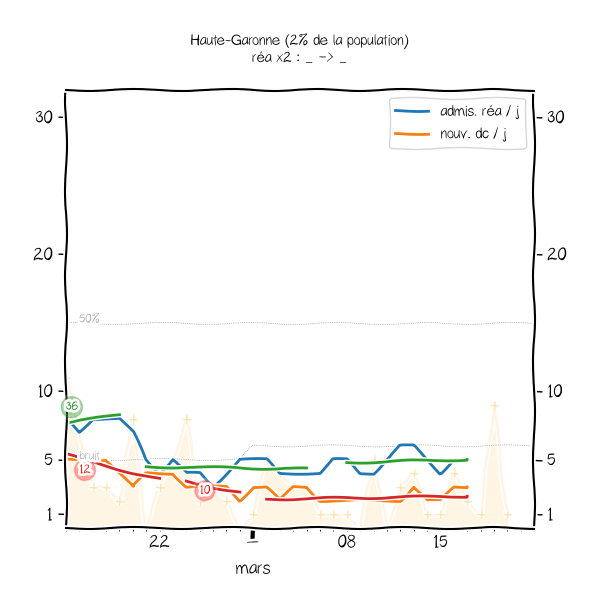 Haute-Garonne (2% de la population)
réa x2 : _ -> _
admis. réa / j
nouv. dc / j
30
30
20
20
50%
10
10
36
bruit
5
5
12
10
1
1
22
08
15
mars